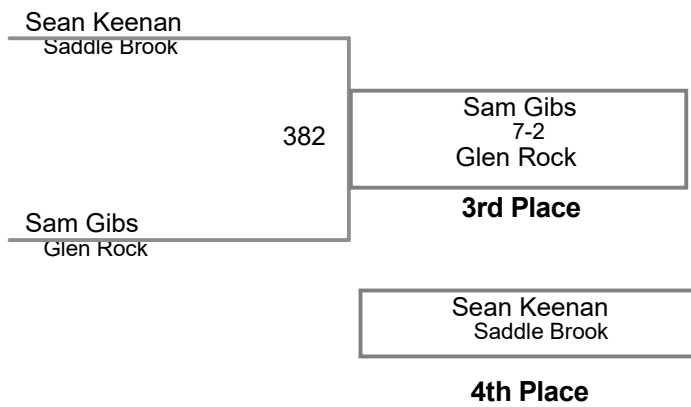 Sean Keenan
Saddle Brook
382
Sam Gibs
7-2
Glen Rock
3rd Place
Sam Gibs
Glen Rock
Sean Keenan
Saddle Brook
4th Place